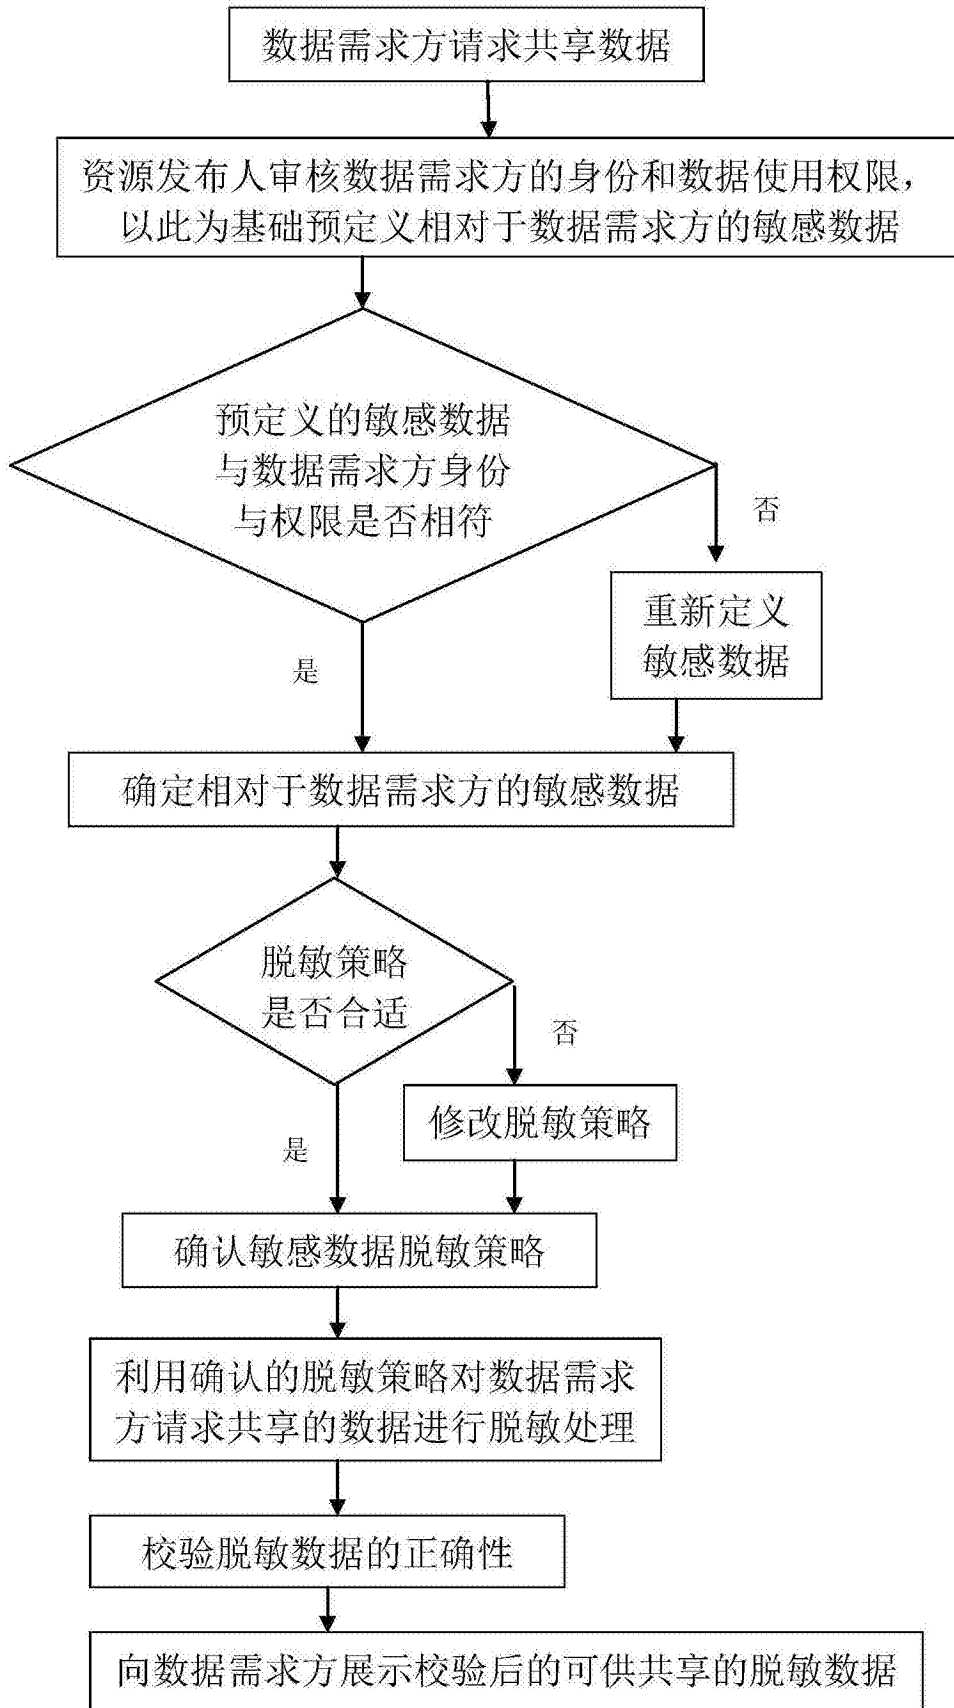 数据需求方请求共享数据
资源发布人审核数据需求方的身份和数据使用权限，
以此为基础预定义相对于数据需求方的敏感数据
预定义的敏感数据
与数据需求方身份
与权限是否相符
否
重新定义
敏感数据
是
确定相对于数据需求方的敏感数据
脱敏策略
是否合适
否
修改脱敏策略
是
确认敏感数据脱敏策略
利用确认的脱敏策略对数据需求
方请求共享的数据进行脱敏处理
校验脱敏数据的正确性
向数据需求方展示校验后的可供共享的脱敏数据